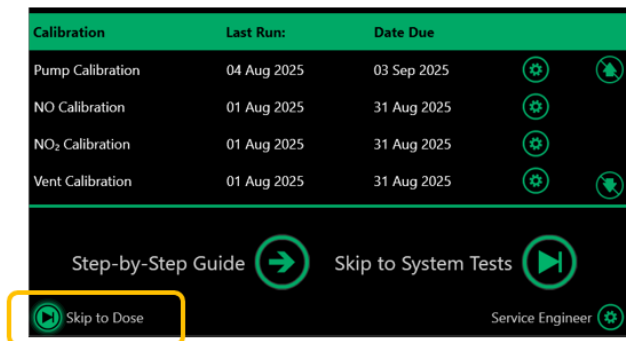 Calibration Last Run: Date Due
Pump Calibration 04 Aug 2025 03 Sep 2025
NO Calibration 01 Aug 2025 31 Aug 2025
NO₂ Calibration 01 Aug 2025 31 Aug 2025
Vent Calibration 01 Aug 2025 31 Aug 2025
Step-by-Step Guide Skip to System Tests
Skip to Dose Service Engineer